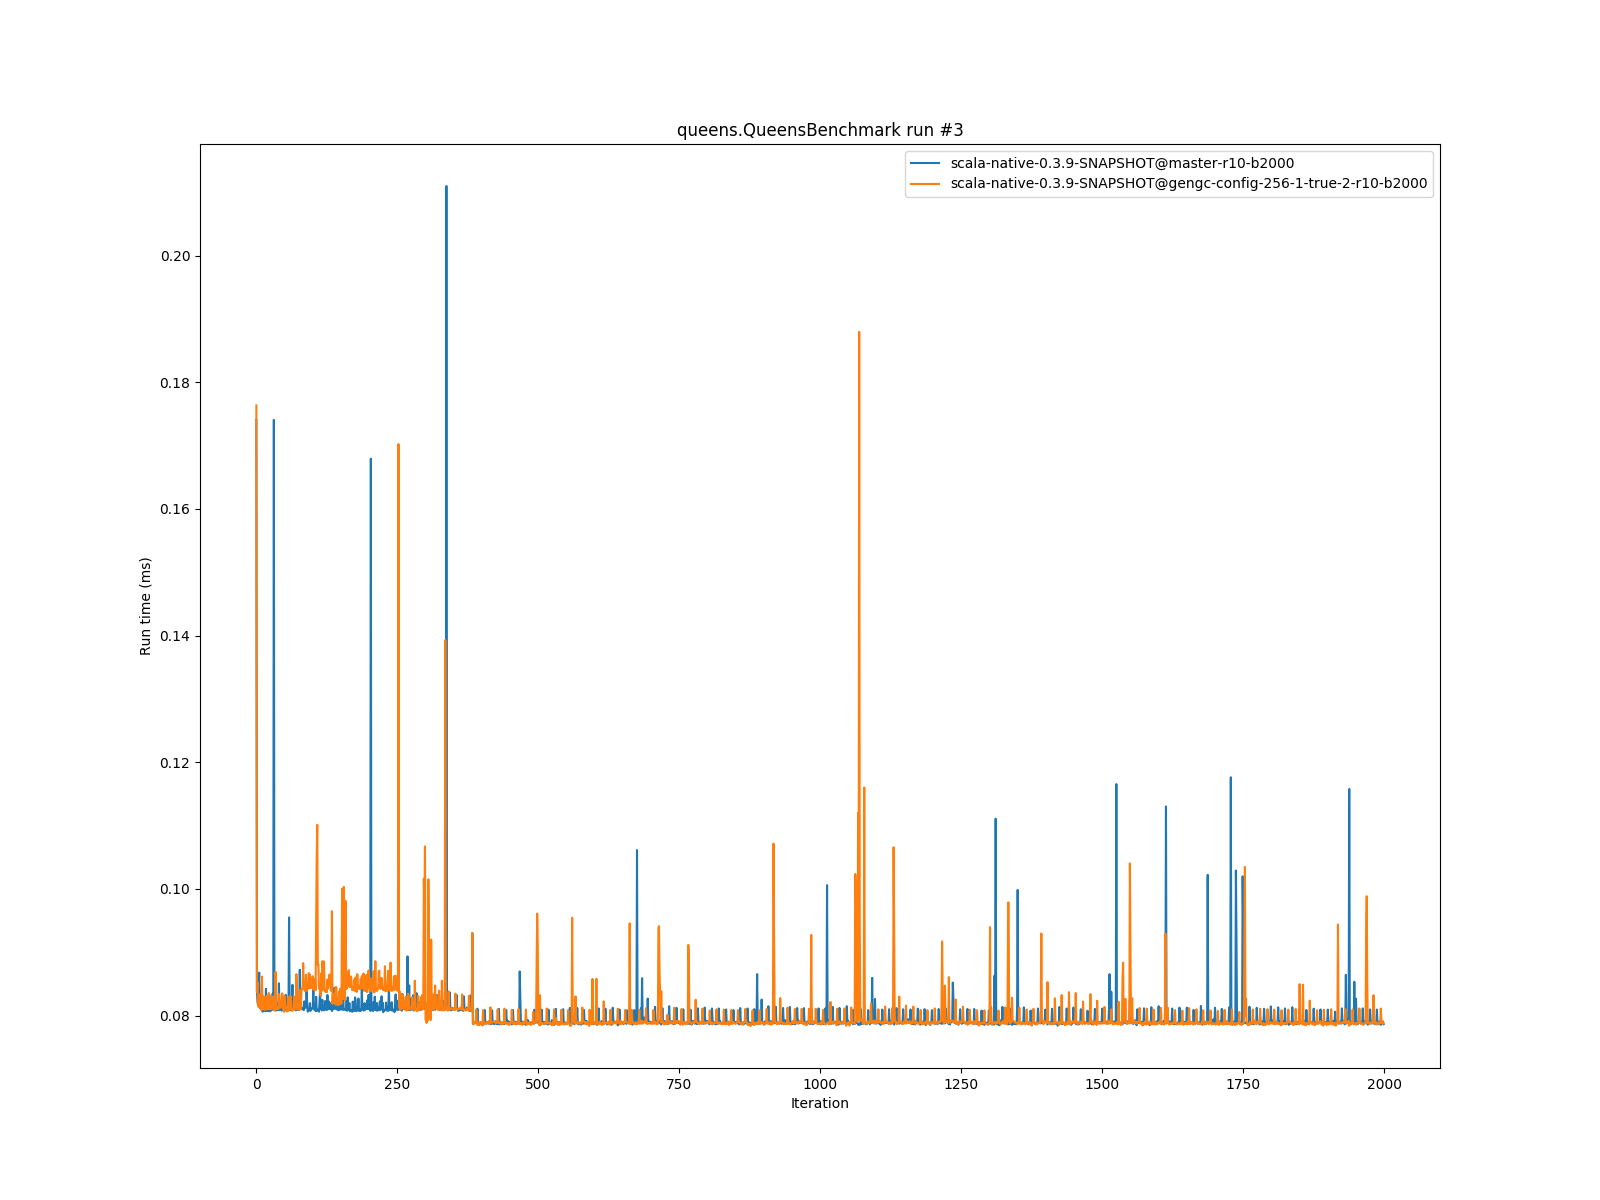 queens.QueensBenchmark run #3
scala-native-0.3.9-SNAPSHOT@master-r10-b2000
scala-native-0.3.9-SNAPSHOT@gengc-config-256-1-true-2-r10-b2000
Run time (ms)
0.20
0.18
0.16
0.14
0.12
0.10
0.08
0 250 500 750 1000 1250 1500 1750 2000
Iteration